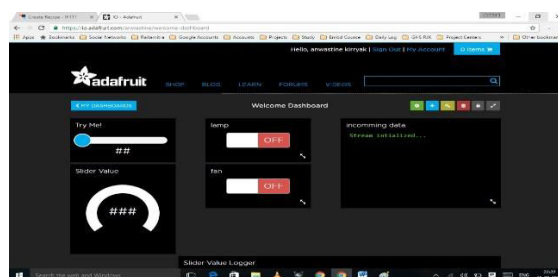 Create Recipe - IFTTT
IO - Adafruit
https://io.adafruit.com/anwastine/welcome-dashboard
Apps Bookmarks Social Networks Google Accounts Accounts Projects Study Daily Log Project Centers Other bookmar
Hello, anwastine kirryak | Sign Out | My Account 0 Items
adafruit SHOP BLOG LEARN FORUMS VIDEOS
MY DASHBOARDS Welcome Dashboard
Try Me! lamp incomming data
OFF Stream intialized...
##
Slider Value fan
OFF
###
Slider Value Logger
Search the web and Windows ENG